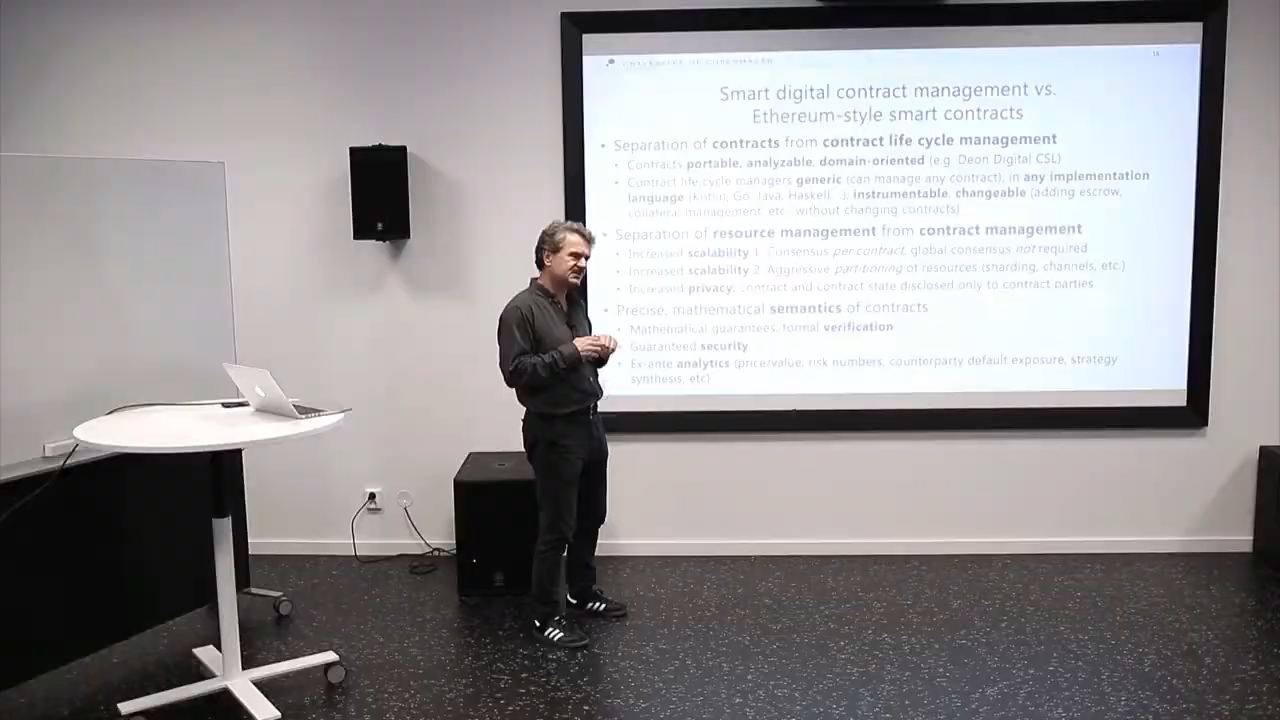 UNIVERSITY OF COPENHAGEN
16
Smart digital contract management vs.
Ethereum-style smart contracts
• Separation of contracts from contract life cycle management
• Contracts portable, analyzable, domain-oriented (e.g. Deon Digital CSL)
• Contract life cycle managers generic (can manage any contract), in any implementation
language (Kotlin, Go, Java, Haskell, ...), instrumentable, changeable (adding escrow,
collateral management, etc., without changing contracts)
• Separation of resource management from contract management
• Increased scalability 1: Consensus per contract, global consensus not required
• Increased scalability 2: Aggressive partitioning of resources (sharding, channels, etc.)
• Increased privacy: contract and contract state disclosed only to contract parties
• Precise, mathematical semantics of contracts
• Mathematical guarantees, formal verification
• Guaranteed security
• Ex-ante analytics (price/value, risk numbers, counterparty default exposure, strategy
synthesis, etc)